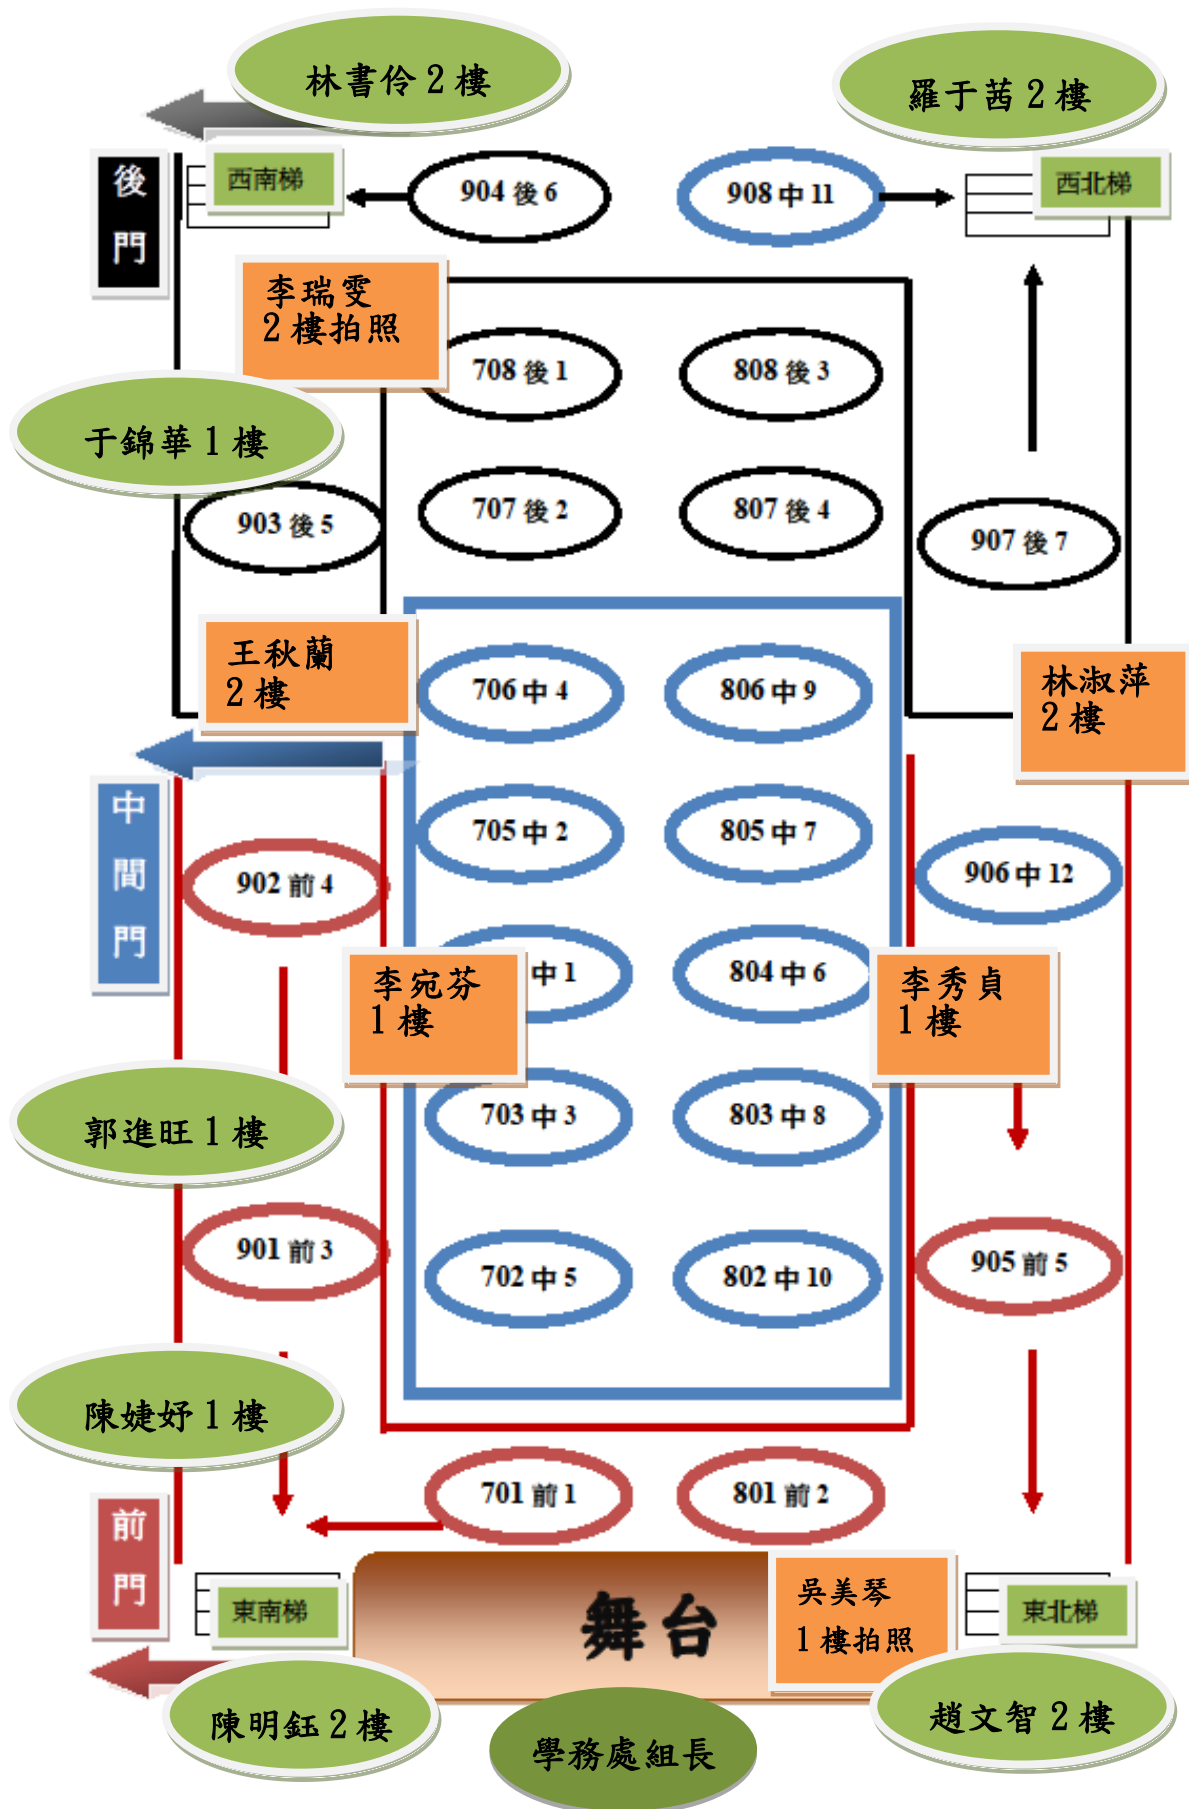 林書伶2樓
羅于茜2樓
後門
西南梯
904 後 6
908 中 11
西北梯
李瑞雯
2樓拍照
708 後 1
808 後 3
于錦華1樓
903 後 5
707 後 2
807 後 4
907 後 7
王秋蘭
2樓
706 中 4
806 中 9
林淑萍
2樓
中間門
705 中 2
805 中 7
902 前 4
906 中 12
李宛芬
1樓
中 1
804 中 6
李秀貞
1樓
郭進旺1樓
703 中 3
803 中 8
901 前 3
702 中 5
802 中 10
905 前 5
陳婕妤1樓
701 前 1
801 前 2
前門
東南梯
舞台
吳美琴
1樓拍照
東北梯
陳明鈺2樓
學務處組長
趙文智2樓